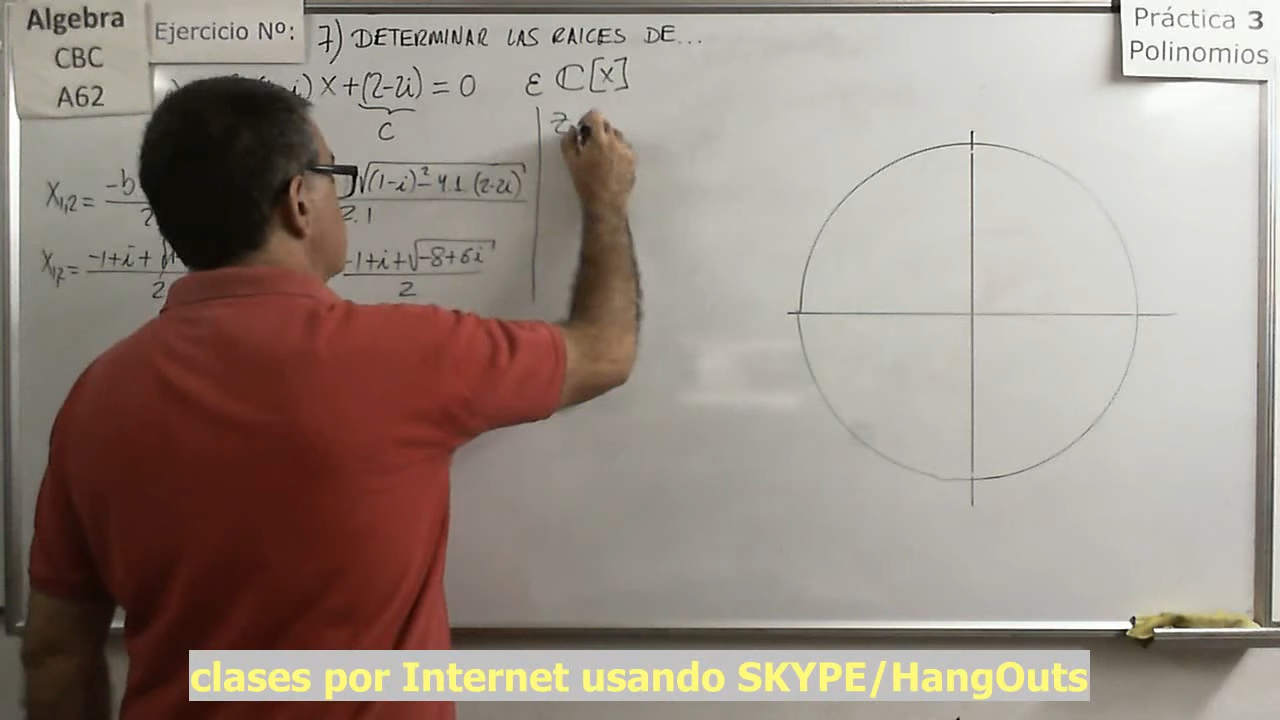 Algebra
CBC
A62
Ejercicio Nº:
7) DETERMINAR LAS RAICES DE...
Práctica 3
Polinomios
i) X + (2-2i) = 0 ε ℂ[X]
C
X1,2 = -b √(1-i)² - 4.1 (2-2i)
2 2.1
X1,2 = -1+i + √ -1+i+√-8+6i
2 2
z
clases por Internet usando SKYPE/HangOuts